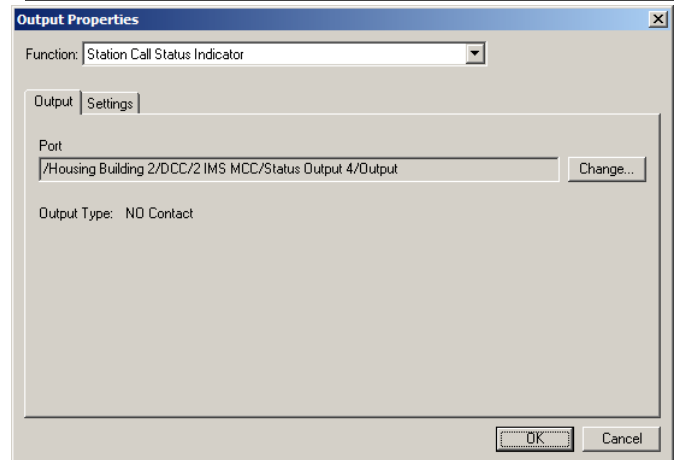 Output Properties
Function: Station Call Status Indicator
Output Settings
Port
/Housing Building 2/DCC/2 IMS MCC/Status Output 4/Output Change...
Output Type: NO Contact
OK Cancel